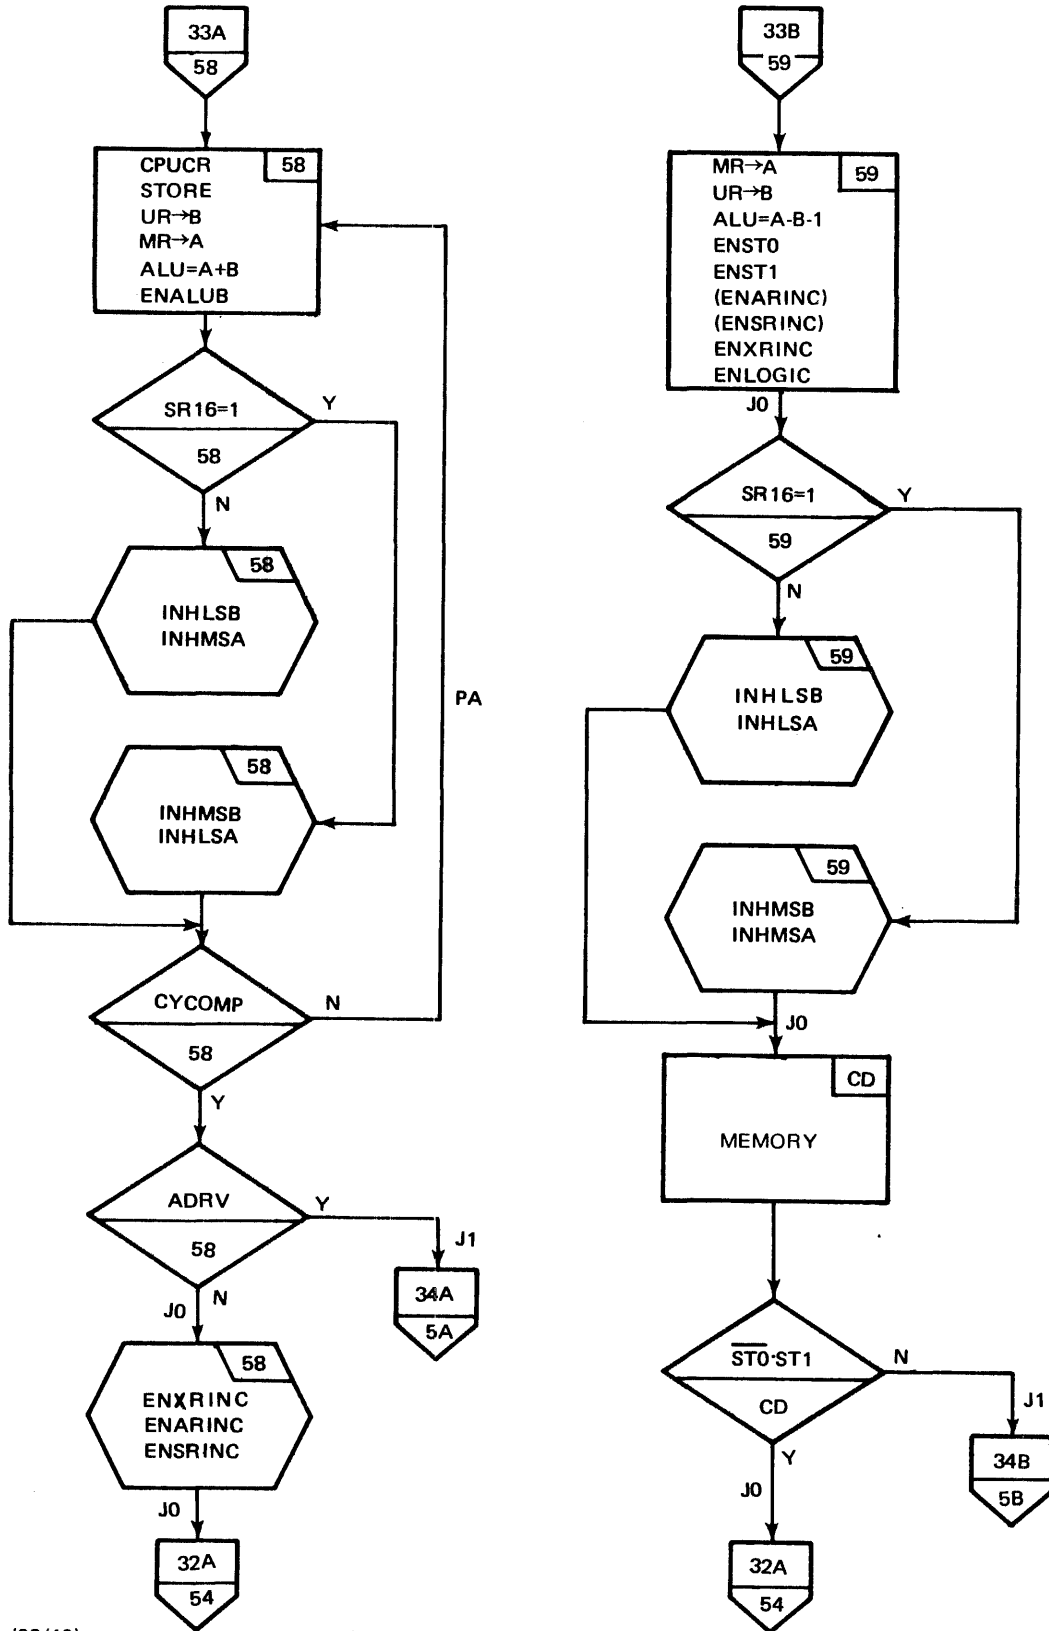 33A
58
CPUCR
58
STORE
UR→B
MR→A
ALU=A+B
ENALUB
SR16=1
Y
58
N
58
INHLSB
INHMSA
PA
58
INHMSB
INHLSA
CYCOMP
N
58
Y
ADRV
Y
58
J1
34A
5A
J0
N
58
ENXRINC
ENARINC
ENSRINC
J0
32A
54
33B
59
MR→A
59
UR→B
ALU=A-B-1
ENST0
ENST1
(ENARINC)
(ENSRINC)
ENXRINC
ENLOGIC
J0
SR16=1
Y
59
N
59
INHLSB
INHLSA
59
INHMSB
INHMSA
J0
CD
MEMORY
S̅T̅0̅·ST1
N
CD
J1
34B
5B
Y
J0
32A
54